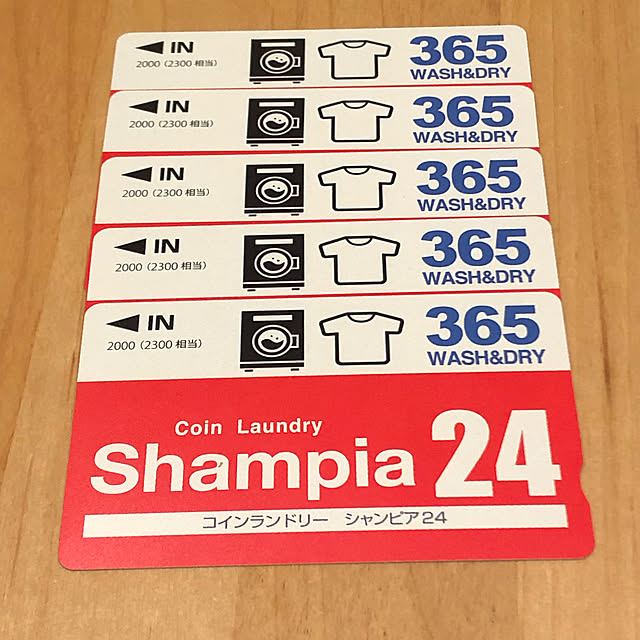 ◀ IN
2000（2300相当）
365
WASH&DRY
◀ IN
2000（2300相当）
365
WASH&DRY
◀ IN
2000（2300相当）
365
WASH&DRY
◀ IN
2000（2300相当）
365
WASH&DRY
◀ IN
2000（2300相当）
365
WASH&DRY
Coin Laundry
Shampia 24
コインランドリー　シャンピア24